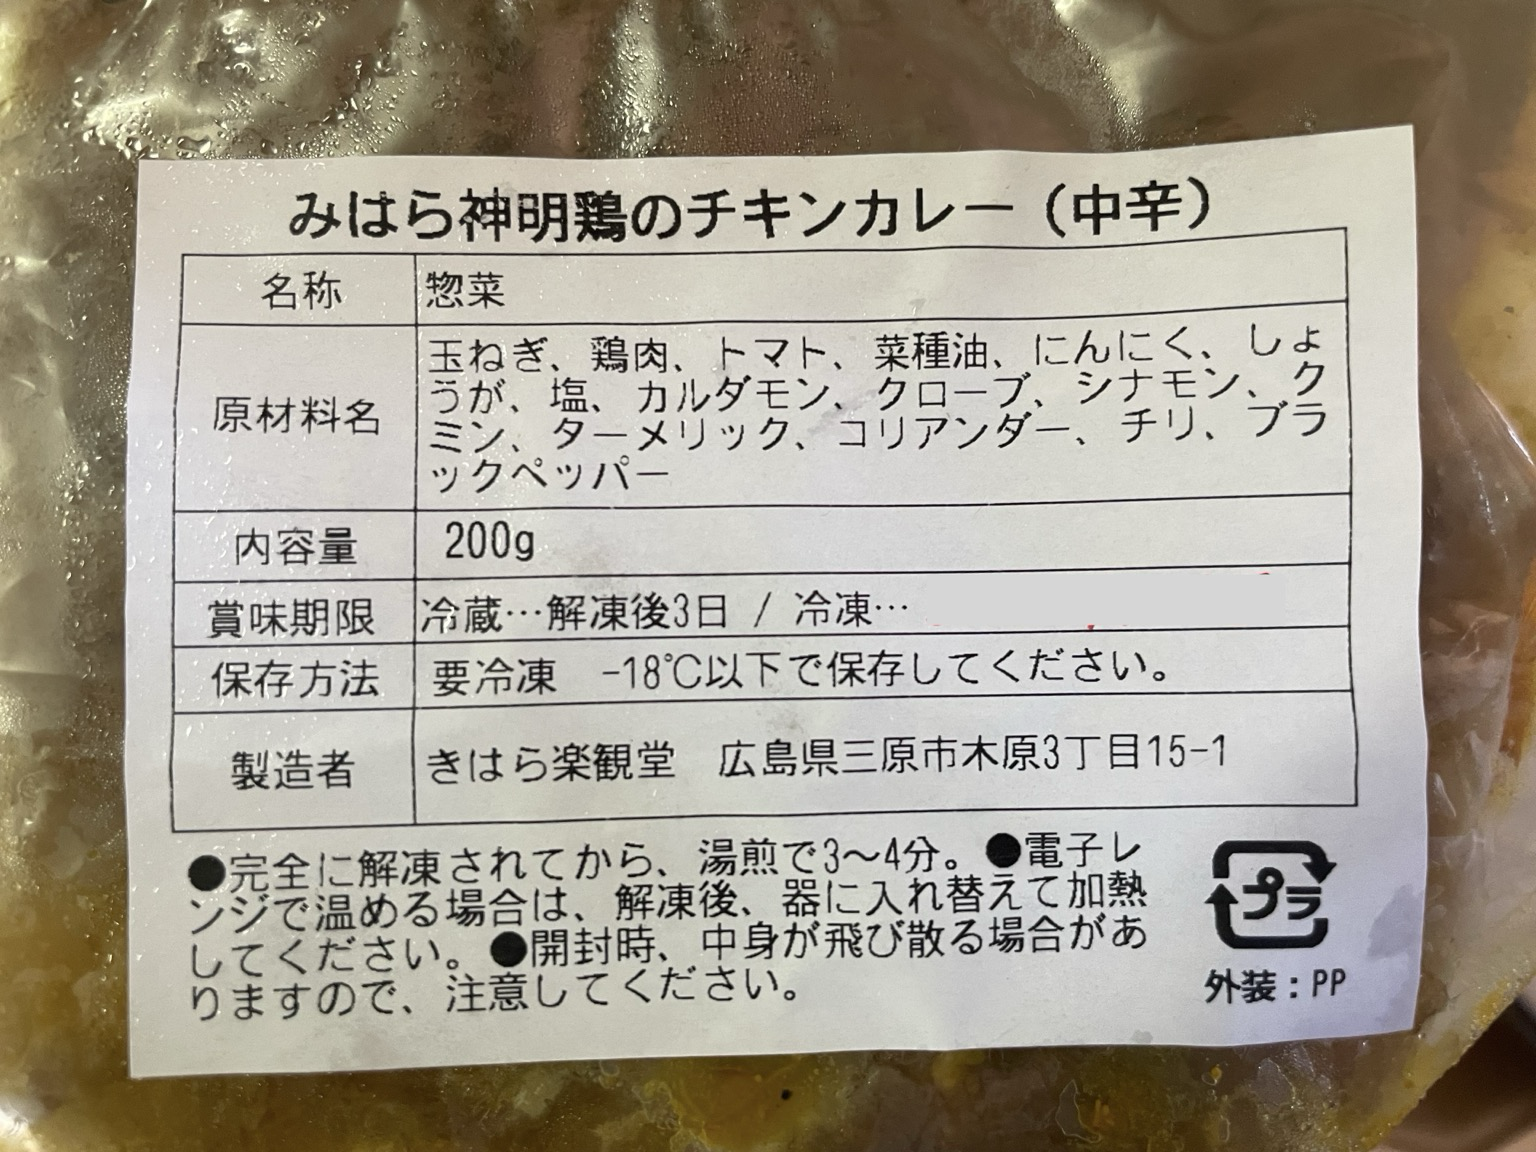 みはら神明鶏のチキンカレー（中辛）
名称 惣菜
原材料名 玉ねぎ、鶏肉、トマト、菜種油、にんにく、しょ
うが、塩、カルダモン、クローブ、シナモン、ク
ミン、ターメリック、コリアンダー、チリ、ブラ
ックペッパー
内容量 200g
賞味期限 冷蔵…解凍後3日 / 冷凍…
保存方法 要冷凍 -18℃以下で保存してください。
製造者 きはら楽観堂 広島県三原市木原3丁目15-1
●完全に解凍されてから、湯煎で3〜4分。●電子レ
ンジで温める場合は、解凍後、器に入れ替えて加熱
してください。●開封時、中身が飛び散る場合があ
りますので、注意してください。
プラ
外装：PP